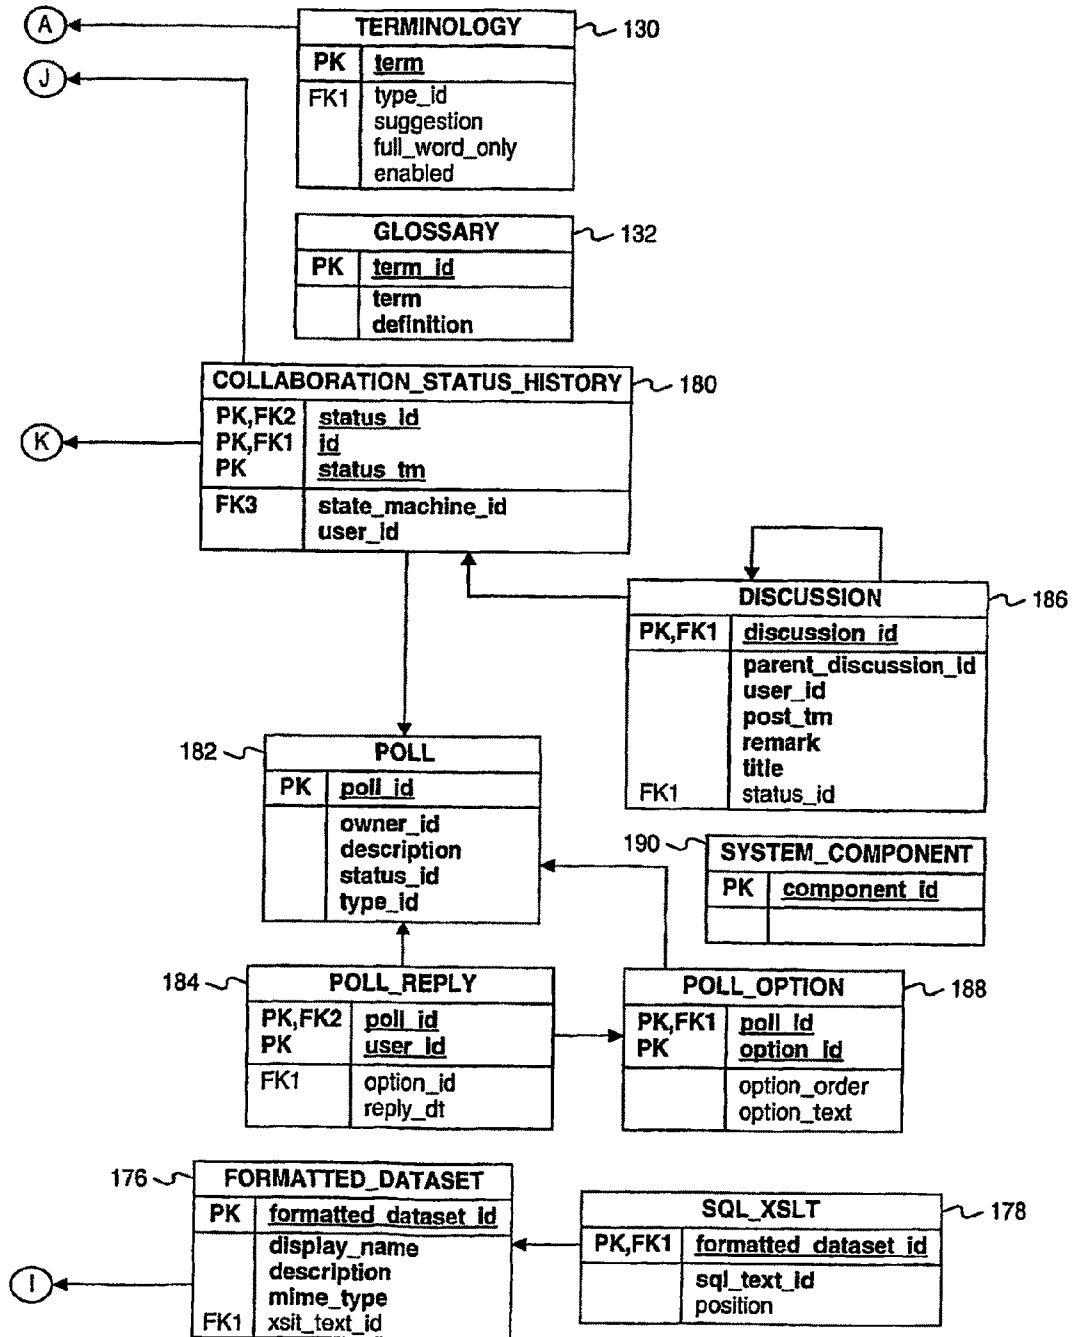 A
TERMINOLOGY
130
PK term
J
FK1 type_id
suggestion
full_word_only
enabled
GLOSSARY
132
PK term_id
term
definition
COLLABORATION_STATUS_HISTORY
180
PK,FK2 status_id
K
PK,FK1 id
PK status_tm
FK3 state_machine_id
user_id
DISCUSSION
186
PK,FK1 discussion_id
parent_discussion_id
user_id
post_tm
remark
title
FK1 status_id
182
POLL
PK poll_id
owner_id
description
status_id
type_id
190
SYSTEM_COMPONENT
PK component_id
184
POLL_REPLY
PK,FK2 poll_id
PK user_id
FK1 option_id
reply_dt
POLL_OPTION
188
PK,FK1 poll_id
PK option_id
option_order
option_text
176
FORMATTED_DATASET
PK formatted_dataset_id
display_name
description
mime_type
FK1 xsit_text_id
I
SQL_XSLT
178
PK,FK1 formatted_dataset_id
sql_text_id
position